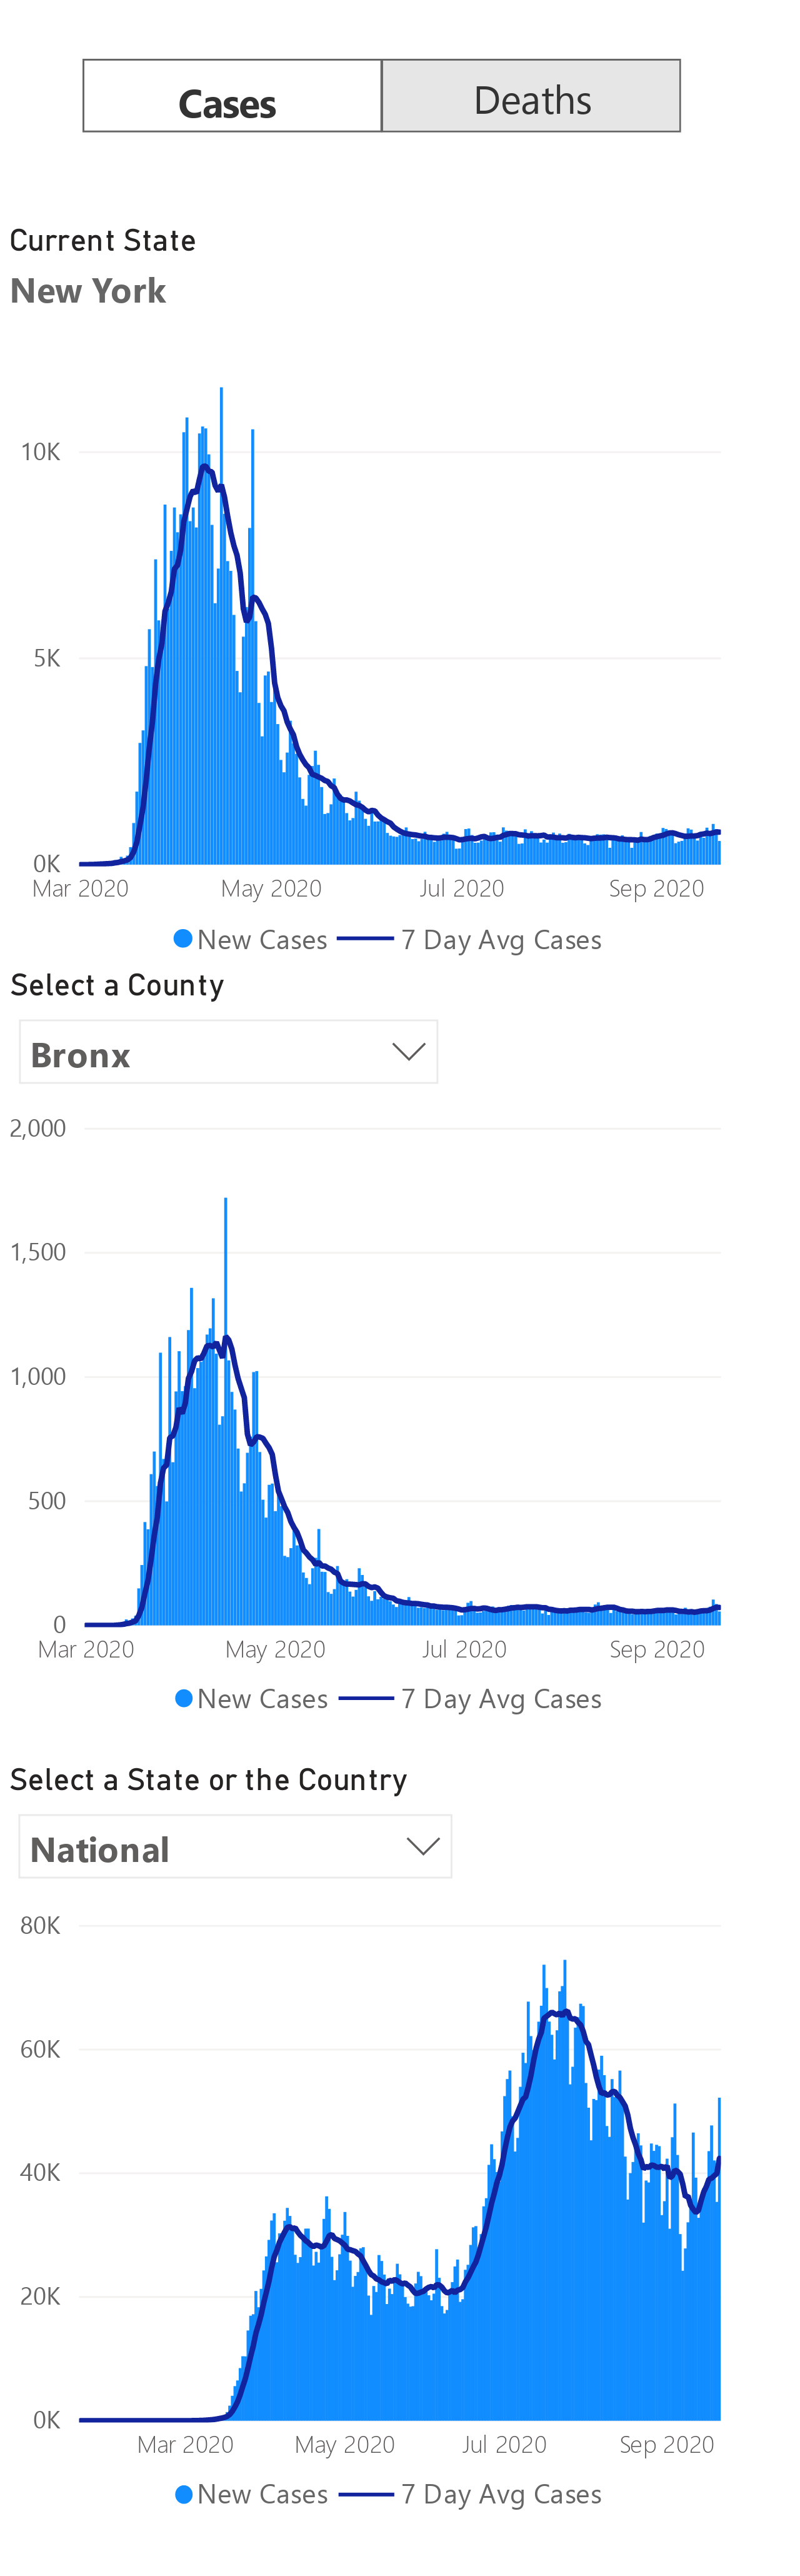 Cases Deaths
Current State
New York
10K
5K
0K
Mar 2020 May 2020 Jul 2020 Sep 2020
New Cases 7 Day Avg Cases
Select a County
Bronx
2,000
1,500
1,000
500
0
Mar 2020 May 2020 Jul 2020 Sep 2020
New Cases 7 Day Avg Cases
Select a State or the Country
National
80K
60K
40K
20K
0K
Mar 2020 May 2020 Jul 2020 Sep 2020
New Cases 7 Day Avg Cases